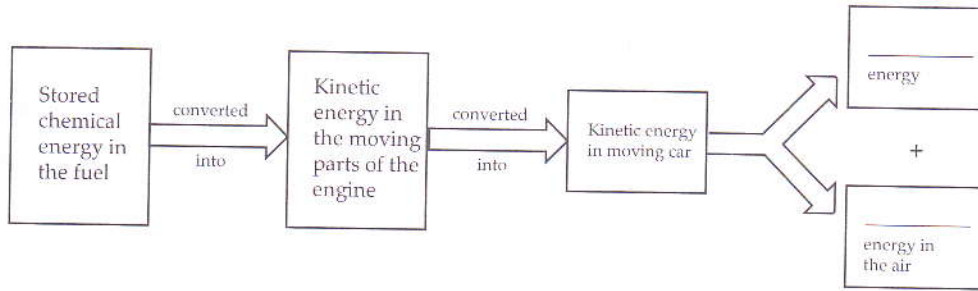 Stored
chemical
energy in
the fuel
converted
into
Kinetic
energy in
the moving
parts of the
engine
converted
into
Kinetic energy
in moving car
energy
+
energy in
the air